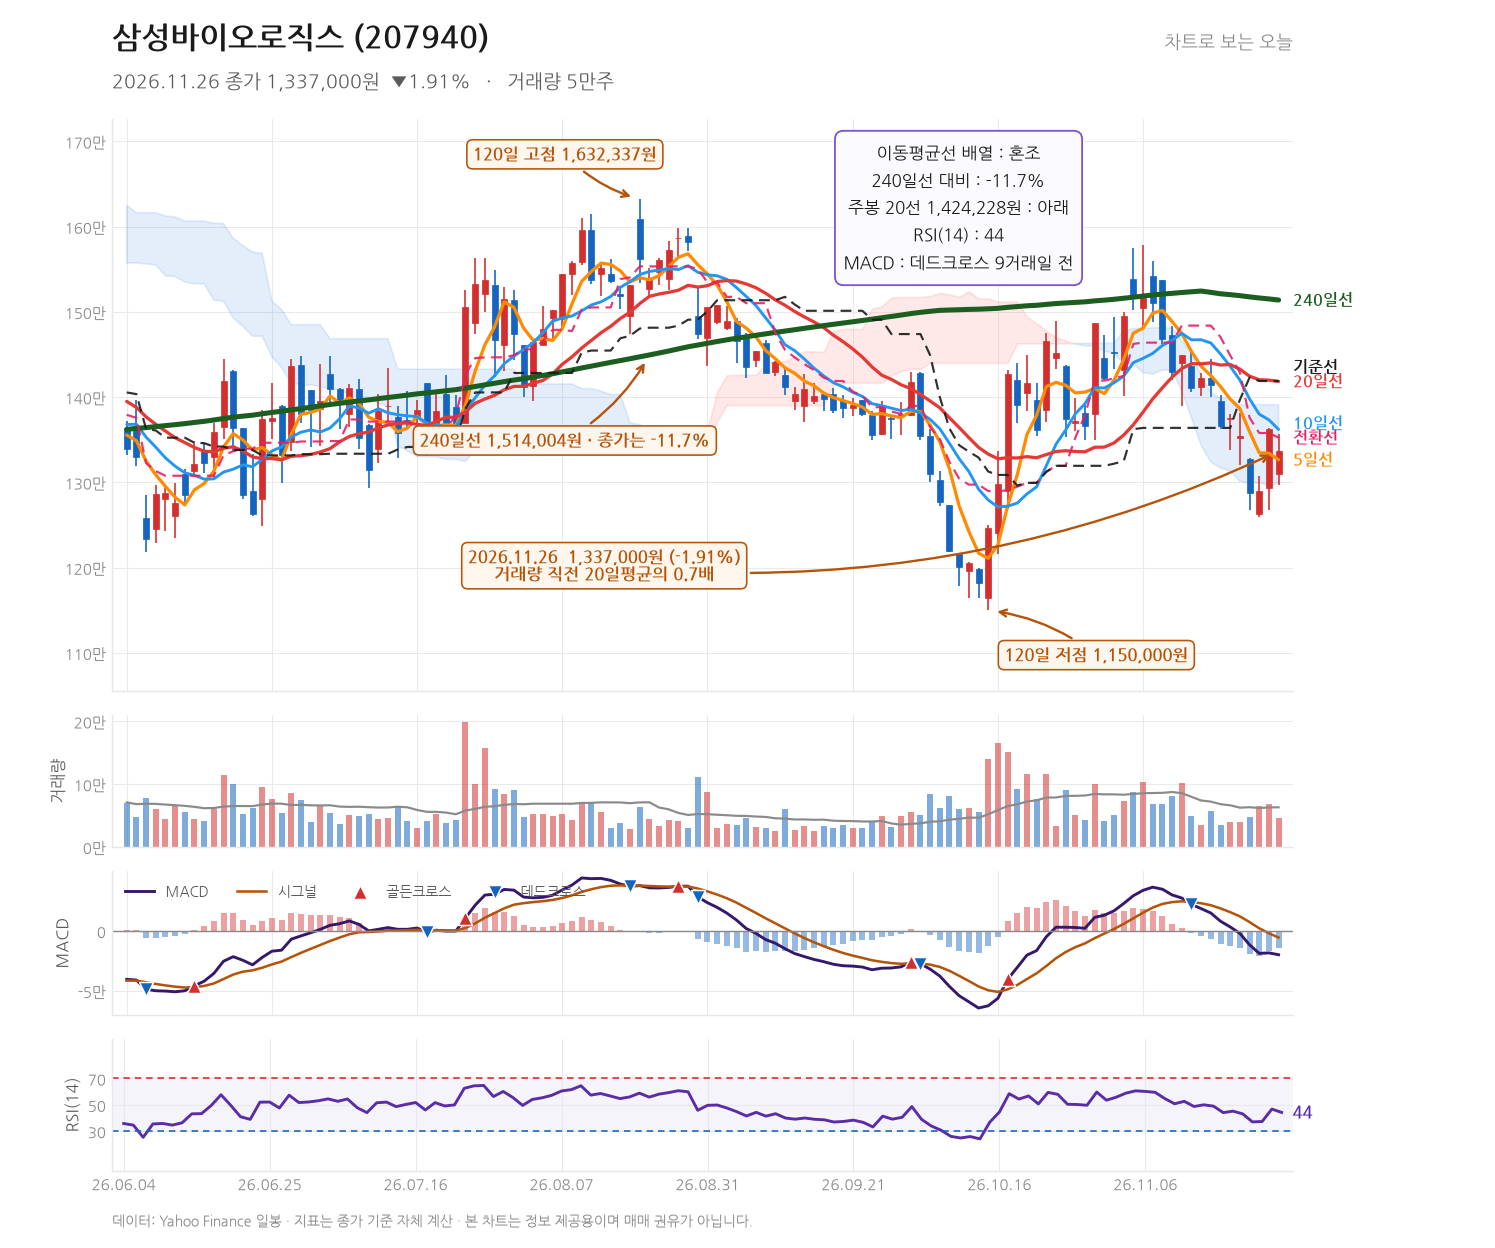 삼성바이오로직스 (207940)
차트로 보는 오늘
2026.11.26 종가 1,337,000원 ▼1.91% · 거래량 5만주
170만
160만
150만
140만
130만
120만
110만
120일 고점 1,632,337원
이동평균선 배열 : 혼조
240일선 대비 : -11.7%
주봉 20선 1,424,228원 : 아래
RSI(14) : 44
MACD : 데드크로스 9거래일 전
240일선
기준선
20일선
10일선
전환선
5일선
240일선 1,514,004원 · 종가는 -11.7%
2026.11.26 1,337,000원 (-1.91%)
거래량 직전 20일평균의 0.7배
120일 저점 1,150,000원
거래량
20만
10만
0만
MACD
시그널
골든크로스
데드크로스
MACD
0
-5만
RSI(14)
70
50
30
44
26.06.04
26.06.25
26.07.16
26.08.07
26.08.31
26.09.21
26.10.16
26.11.06
데이터: Yahoo Finance 일봉 · 지표는 종가 기준 자체 계산 · 본 차트는 정보 제공용이며 매매 권유가 아닙니다.